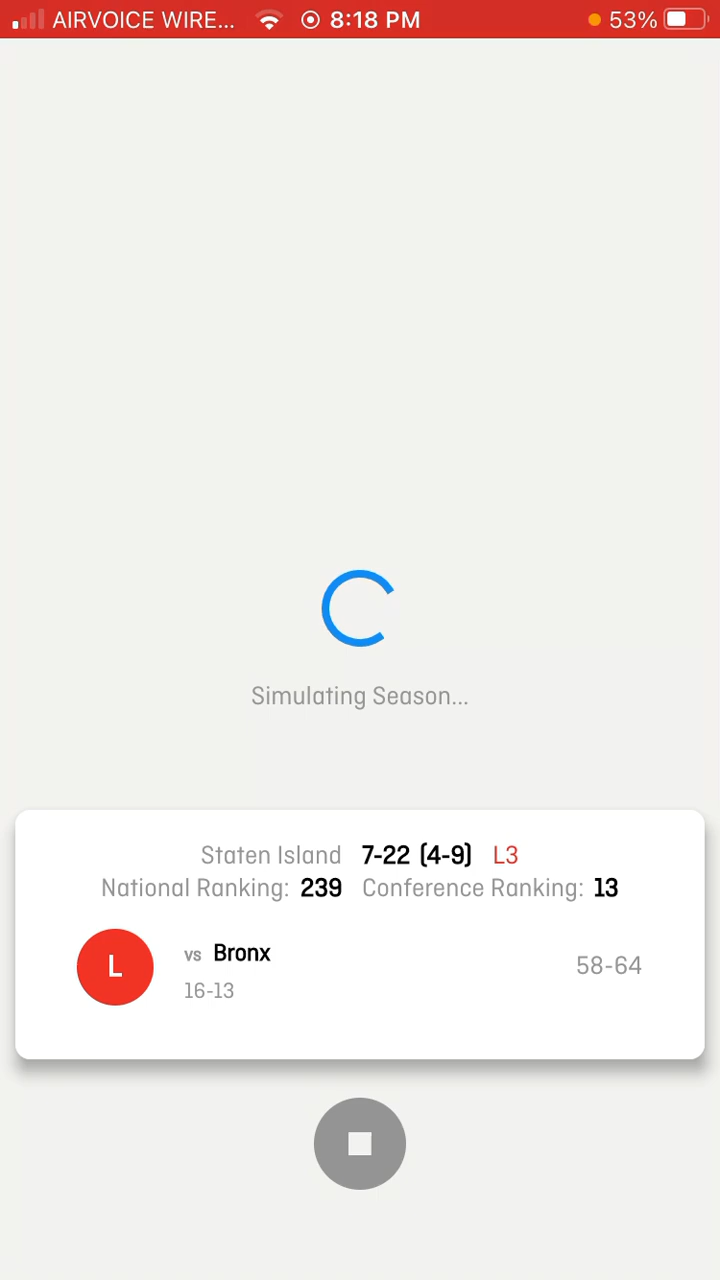 AIRVOICE WIRE... 8:18 PM 53%
Simulating Season...
Staten Island 7-22 (4-9) L3
National Ranking: 239 Conference Ranking: 13
L vs Bronx 58-64
16-13